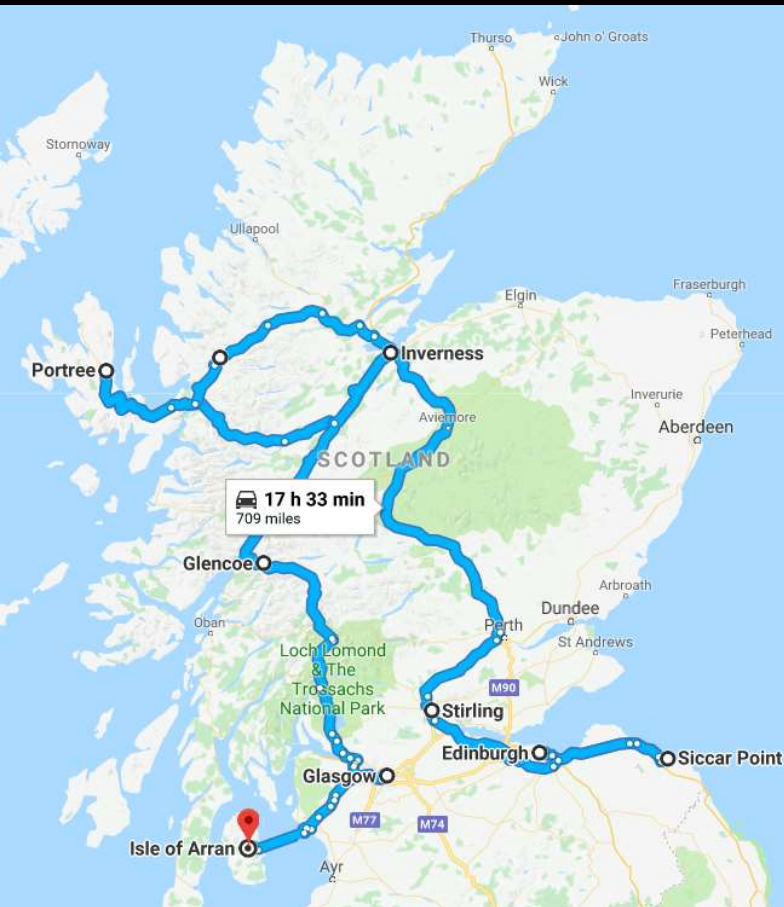 Thurso
John o' Groats
Wick
Stornoway
Ullapool
Fraserburgh
Elgin
Peterhead
Inverness
Portree
Inverurie
Aviemore
Aberdeen
SCOTLAND
17 h 33 min
709 miles
Glencoe
Arbroath
Dundee
Oban
Perth
St Andrews
Loch Lomond
& The
Trossachs
National Park
M90
Stirling
Edinburgh
Siccar Point
Glasgow
M77
M74
Isle of Arran
Ayr